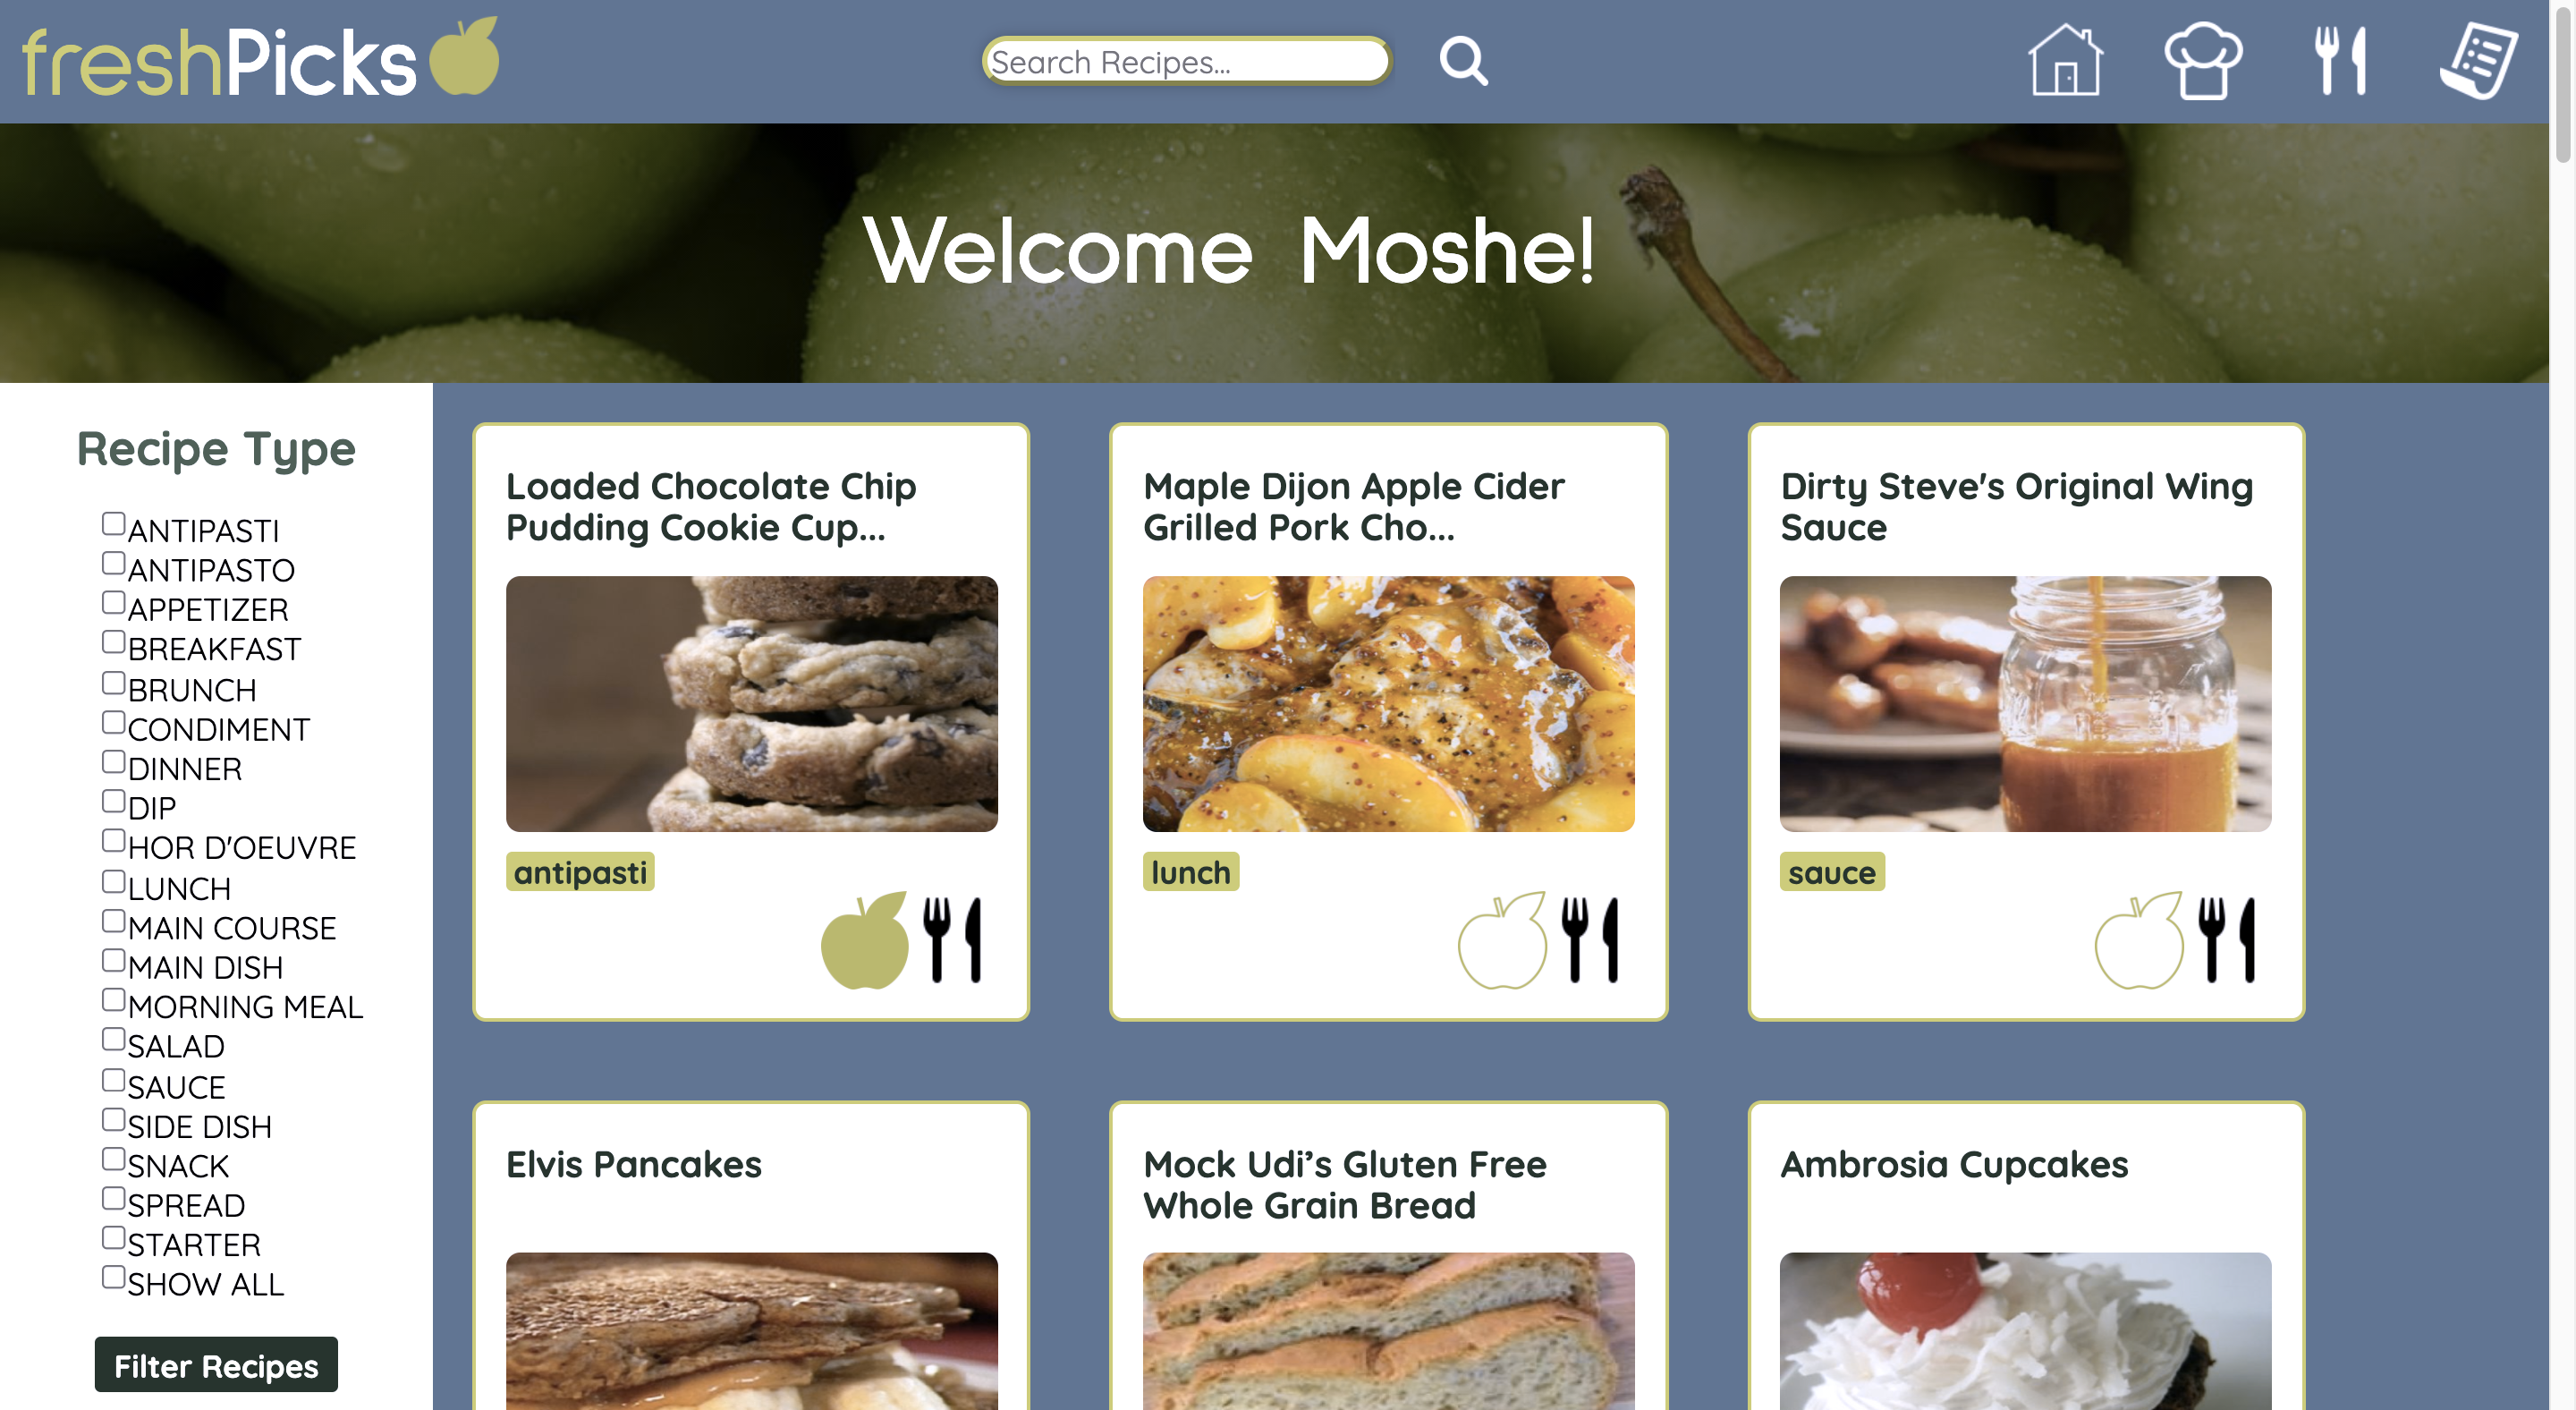 freshPicks
Search Recipes...
Welcome Moshe!
Recipe Type
ANTIPASTI
ANTIPASTO
APPETIZER
BREAKFAST
BRUNCH
CONDIMENT
DINNER
DIP
HOR D'OEUVRE
LUNCH
MAIN COURSE
MAIN DISH
MORNING MEAL
SALAD
SAUCE
SIDE DISH
SNACK
SPREAD
STARTER
SHOW ALL
Filter Recipes
Loaded Chocolate Chip
Pudding Cookie Cup...
antipasti
Maple Dijon Apple Cider
Grilled Pork Cho...
lunch
Dirty Steve's Original Wing
Sauce
sauce
Elvis Pancakes
Mock Udi’s Gluten Free
Whole Grain Bread
Ambrosia Cupcakes